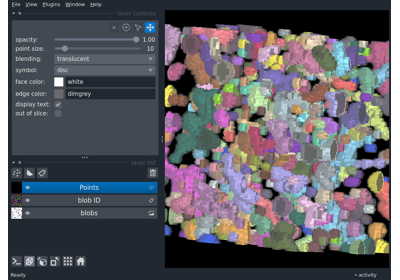 File View Plugins Window Help
layer controls
opacity: 1.00
point size: 10
blending: translucent
symbol: disc
face color: white
edge color: dimgrey
display text:
out of slice:
layer list
Points
blob ID
blobs
Ready
activity